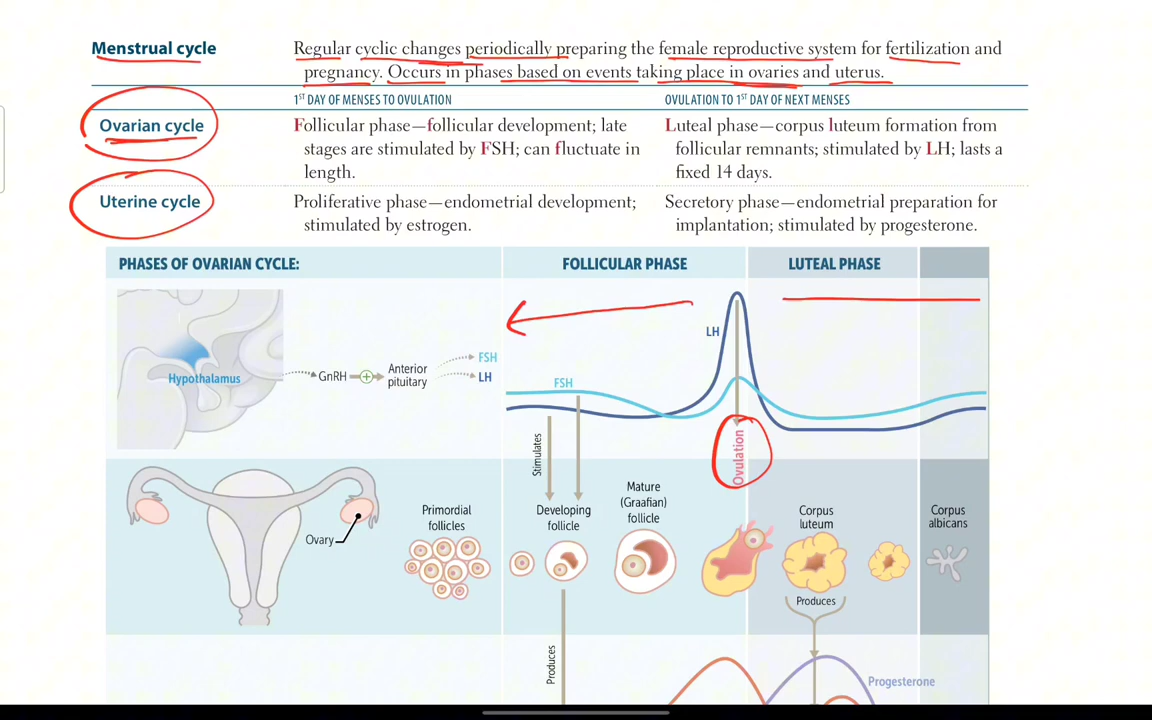 Menstrual cycle
Regular cyclic changes periodically preparing the female reproductive system for fertilization and
pregnancy. Occurs in phases based on events taking place in ovaries and uterus.
1ST DAY OF MENSES TO OVULATION
OVULATION TO 1ST DAY OF NEXT MENSES
Ovarian cycle
Follicular phase—follicular development; late
stages are stimulated by FSH; can fluctuate in
length.
Luteal phase—corpus luteum formation from
follicular remnants; stimulated by LH; lasts a
fixed 14 days.
Uterine cycle
Proliferative phase—endometrial development;
stimulated by estrogen.
Secretory phase—endometrial preparation for
implantation; stimulated by progesterone.
PHASES OF OVARIAN CYCLE:
FOLLICULAR PHASE
LUTEAL PHASE
LH
Hypothalamus
GnRH
Anterior
pituitary
FSH
LH
FSH
Stimulates
Ovulation
Ovary
Primordial
follicles
Developing
follicle
Mature
(Graafian)
follicle
Corpus
luteum
Corpus
albicans
Produces
Produces
Progesterone